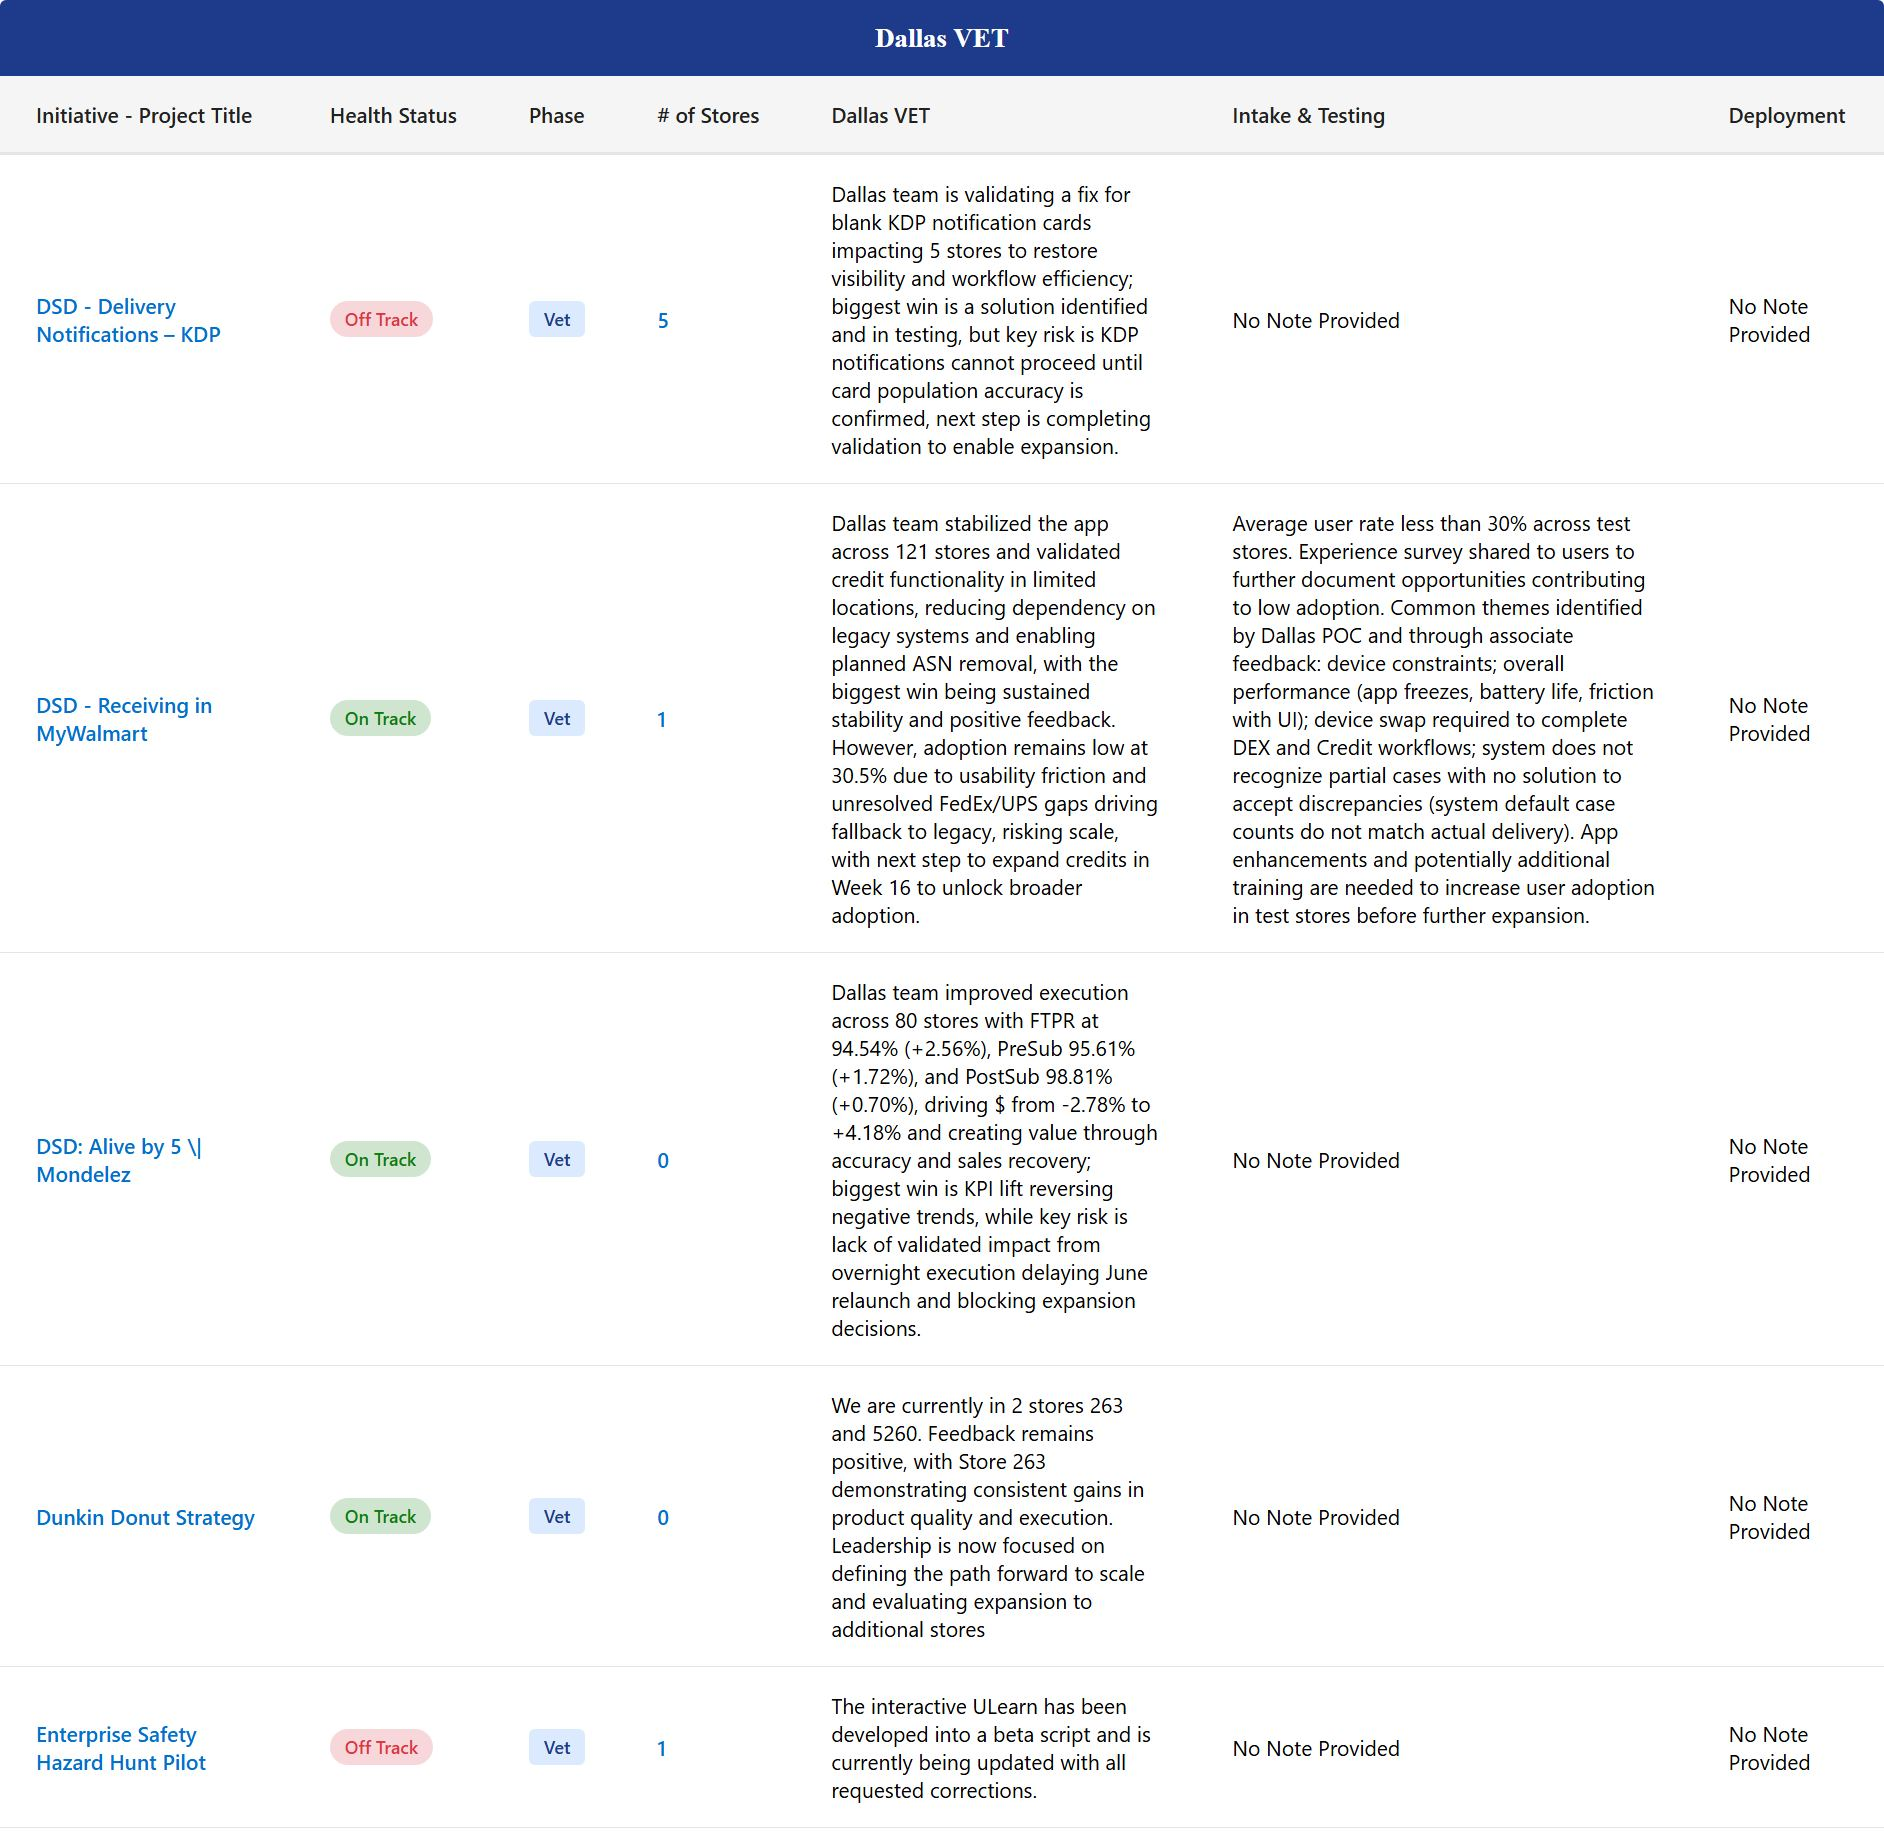 Dallas VET
Initiative - Project Title Health Status Phase # of Stores Dallas VET Intake & Testing Deployment
DSD - Delivery
Notifications – KDP
Off Track
Vet
5
Dallas team is validating a fix for
blank KDP notification cards
impacting 5 stores to restore
visibility and workflow efficiency;
biggest win is a solution identified
and in testing, but key risk is KDP
notifications cannot proceed until
card population accuracy is
confirmed, next step is completing
validation to enable expansion.
No Note Provided
No Note
Provided
DSD - Receiving in
MyWalmart
On Track
Vet
1
Dallas team stabilized the app
across 121 stores and validated
credit functionality in limited
locations, reducing dependency on
legacy systems and enabling
planned ASN removal, with the
biggest win being sustained
stability and positive feedback.
However, adoption remains low at
30.5% due to usability friction and
unresolved FedEx/UPS gaps driving
fallback to legacy, risking scale,
with next step to expand credits in
Week 16 to unlock broader
adoption.
Average user rate less than 30% across test
stores. Experience survey shared to users to
further document opportunities contributing
to low adoption. Common themes identified
by Dallas POC and through associate
feedback: device constraints; overall
performance (app freezes, battery life, friction
with UI); device swap required to complete
DEX and Credit workflows; system does not
recognize partial cases with no solution to
accept discrepancies (system default case
counts do not match actual delivery). App
enhancements and potentially additional
training are needed to increase user adoption
in test stores before further expansion.
No Note
Provided
DSD: Alive by 5 \|
Mondelez
On Track
Vet
0
Dallas team improved execution
across 80 stores with FTPR at
94.54% (+2.56%), PreSub 95.61%
(+1.72%), and PostSub 98.81%
(+0.70%), driving $ from -2.78% to
+4.18% and creating value through
accuracy and sales recovery;
biggest win is KPI lift reversing
negative trends, while key risk is
lack of validated impact from
overnight execution delaying June
relaunch and blocking expansion
decisions.
No Note Provided
No Note
Provided
Dunkin Donut Strategy
On Track
Vet
0
We are currently in 2 stores 263
and 5260. Feedback remains
positive, with Store 263
demonstrating consistent gains in
product quality and execution.
Leadership is now focused on
defining the path forward to scale
and evaluating expansion to
additional stores
No Note Provided
No Note
Provided
Enterprise Safety
Hazard Hunt Pilot
Off Track
Vet
1
The interactive ULearn has been
developed into a beta script and is
currently being updated with all
requested corrections.
No Note Provided
No Note
Provided